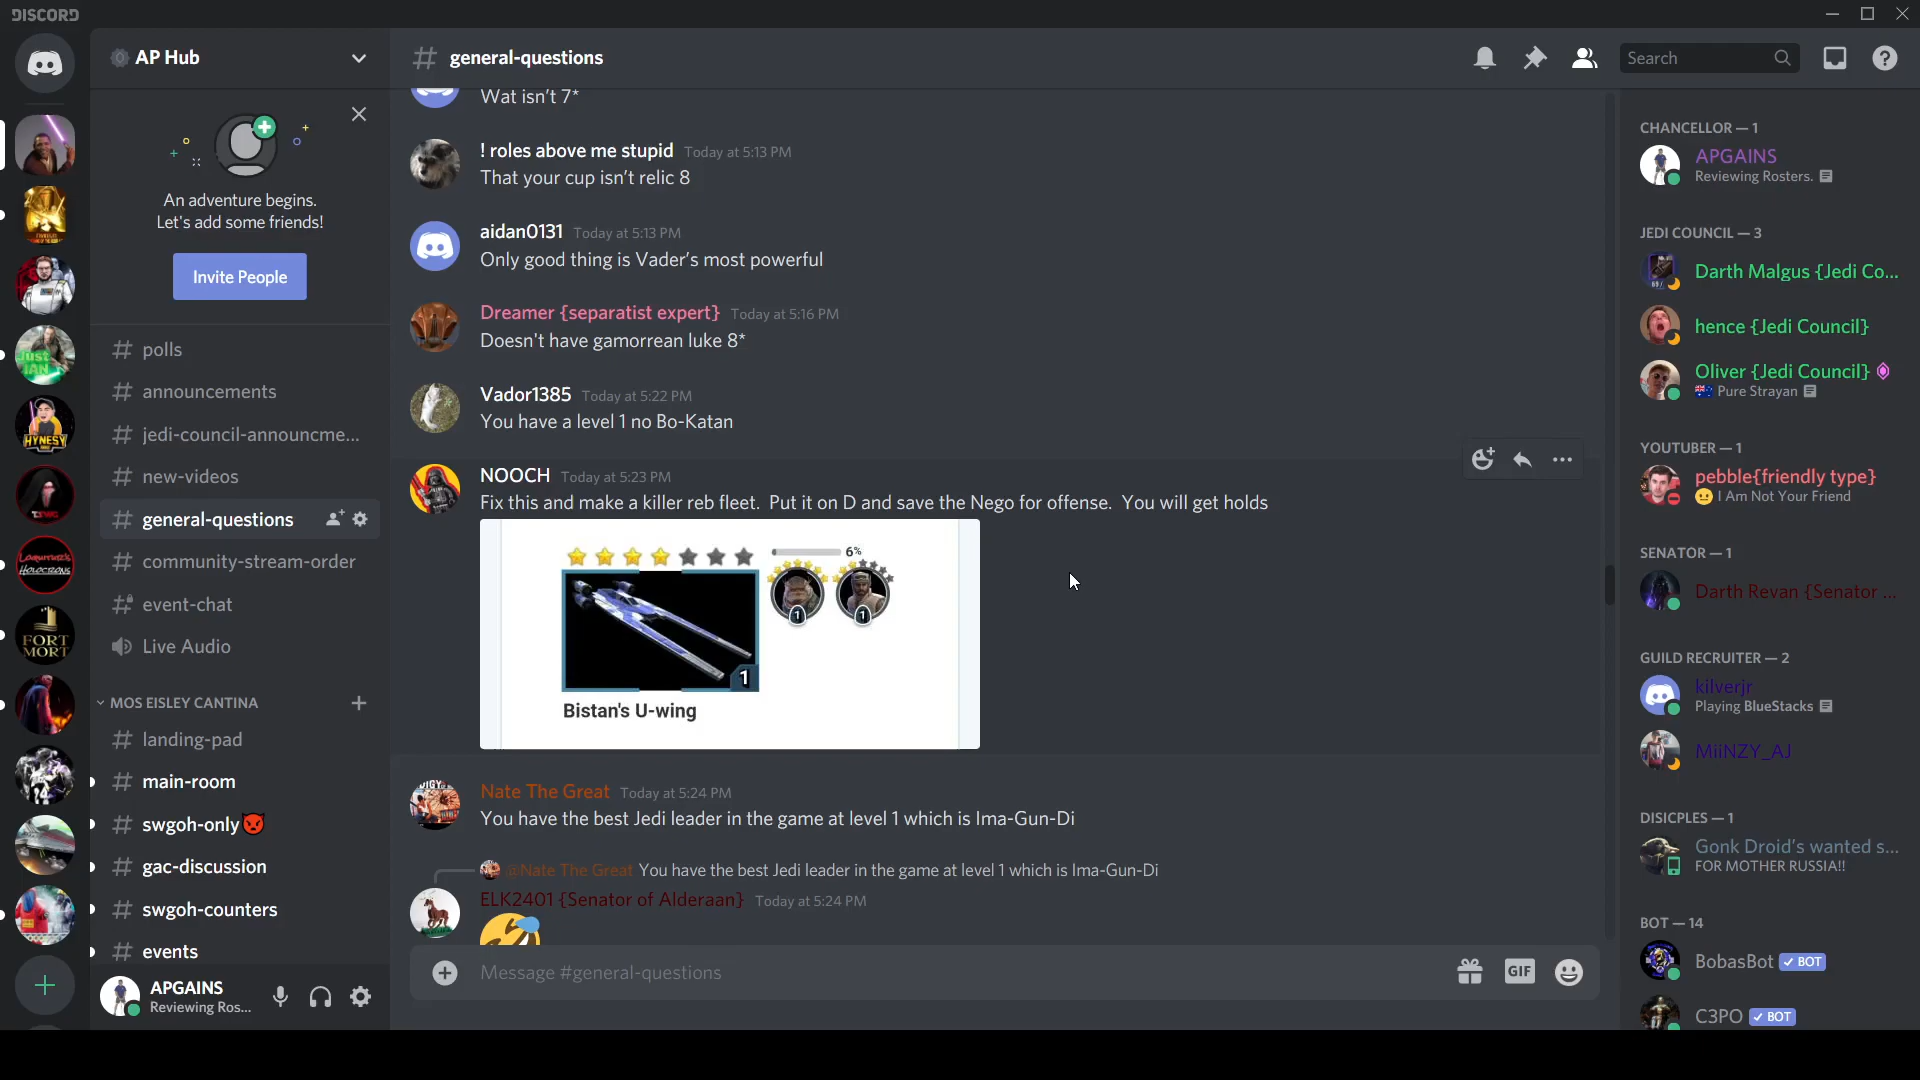 DISCORD
AP Hub
An adventure begins.
Let's add some friends!
Invite People
# polls
# announcements
# jedi-council-announcme...
# new-videos
# general-questions
# community-stream-order
# event-chat
Live Audio
MOS EISLEY CANTINA
# landing-pad
# main-room
# swgoh-only😈
# gac-discussion
# swgoh-counters
# events
APGAINS
Reviewing Ros...
Just
IAN
HYNESY
FORT
MORT
# general-questions
Search
Wat isn't 7*
! roles above me stupid Today at 5:13 PM
That your cup isn't relic 8
aidan0131 Today at 5:13 PM
Only good thing is Vader's most powerful
Dreamer {separatist expert} Today at 5:16 PM
Doesn't have gamorrean luke 8*
Vador1385 Today at 5:22 PM
You have a level 1 no Bo-Katan
NOOCH Today at 5:23 PM
Fix this and make a killer reb fleet. Put it on D and save the Nego for offense. You will get holds
6%
1
1
1
Bistan's U-wing
Nate The Great Today at 5:24 PM
You have the best Jedi leader in the game at level 1 which is Ima-Gun-Di
@Nate The Great You have the best Jedi leader in the game at level 1 which is Ima-Gun-Di
ELK2401 {Senator of Alderaan} Today at 5:24 PM
Message #general-questions
GIF
CHANCELLOR — 1
APGAINS
Reviewing Rosters.
JEDI COUNCIL — 3
Darth Malgus {Jedi Co...
hence {Jedi Council}
Oliver {Jedi Council}
Pure Strayan
YOUTUBER — 1
pebble{friendly type}
I Am Not Your Friend
SENATOR — 1
Darth Revan {Senator ...
GUILD RECRUITER — 2
kilverjr
Playing BlueStacks
MiiNZY_AJ
DISICPLES — 1
Gonk Droid's wanted s...
FOR MOTHER RUSSIA!!
BOT — 14
BobasBot ✓ BOT
C3PO ✓ BOT